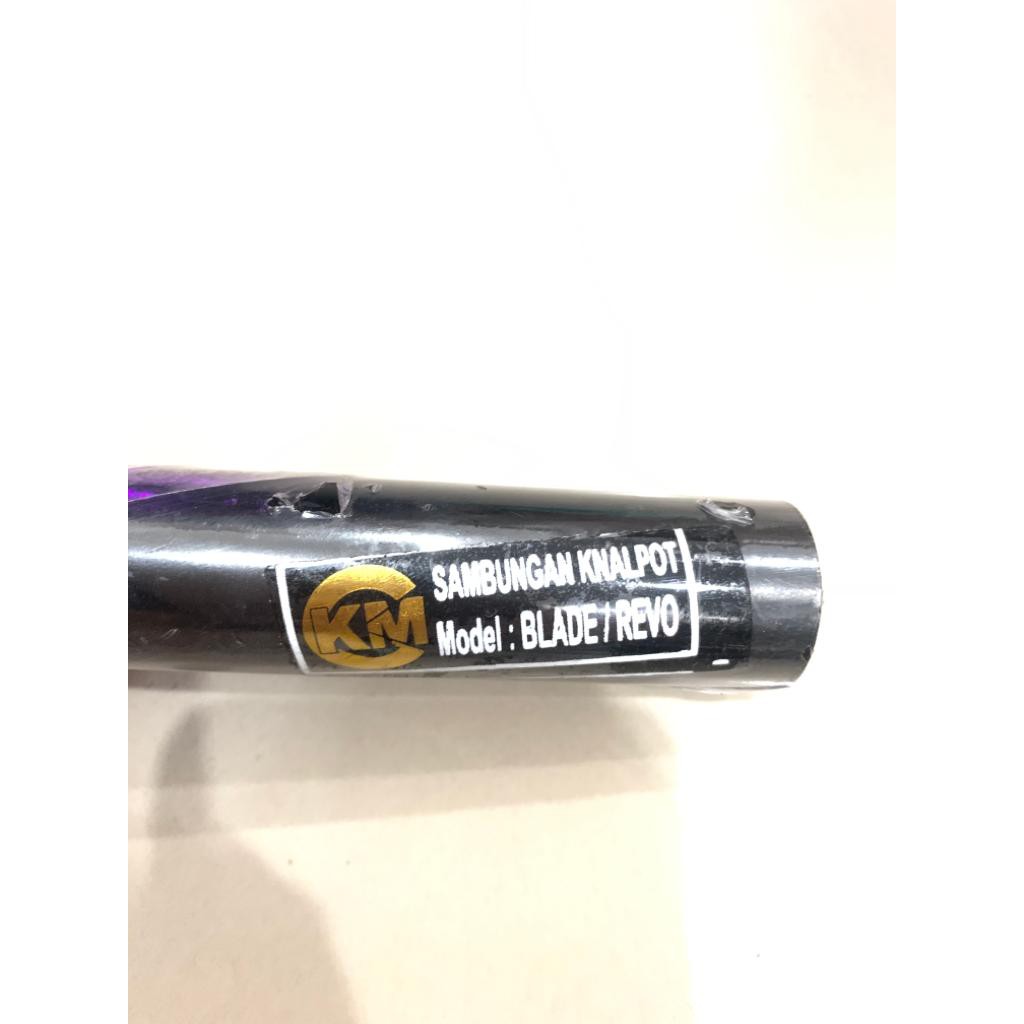 KM
SAMBUNGAN KNALPOT
Model : BLADE / REVO